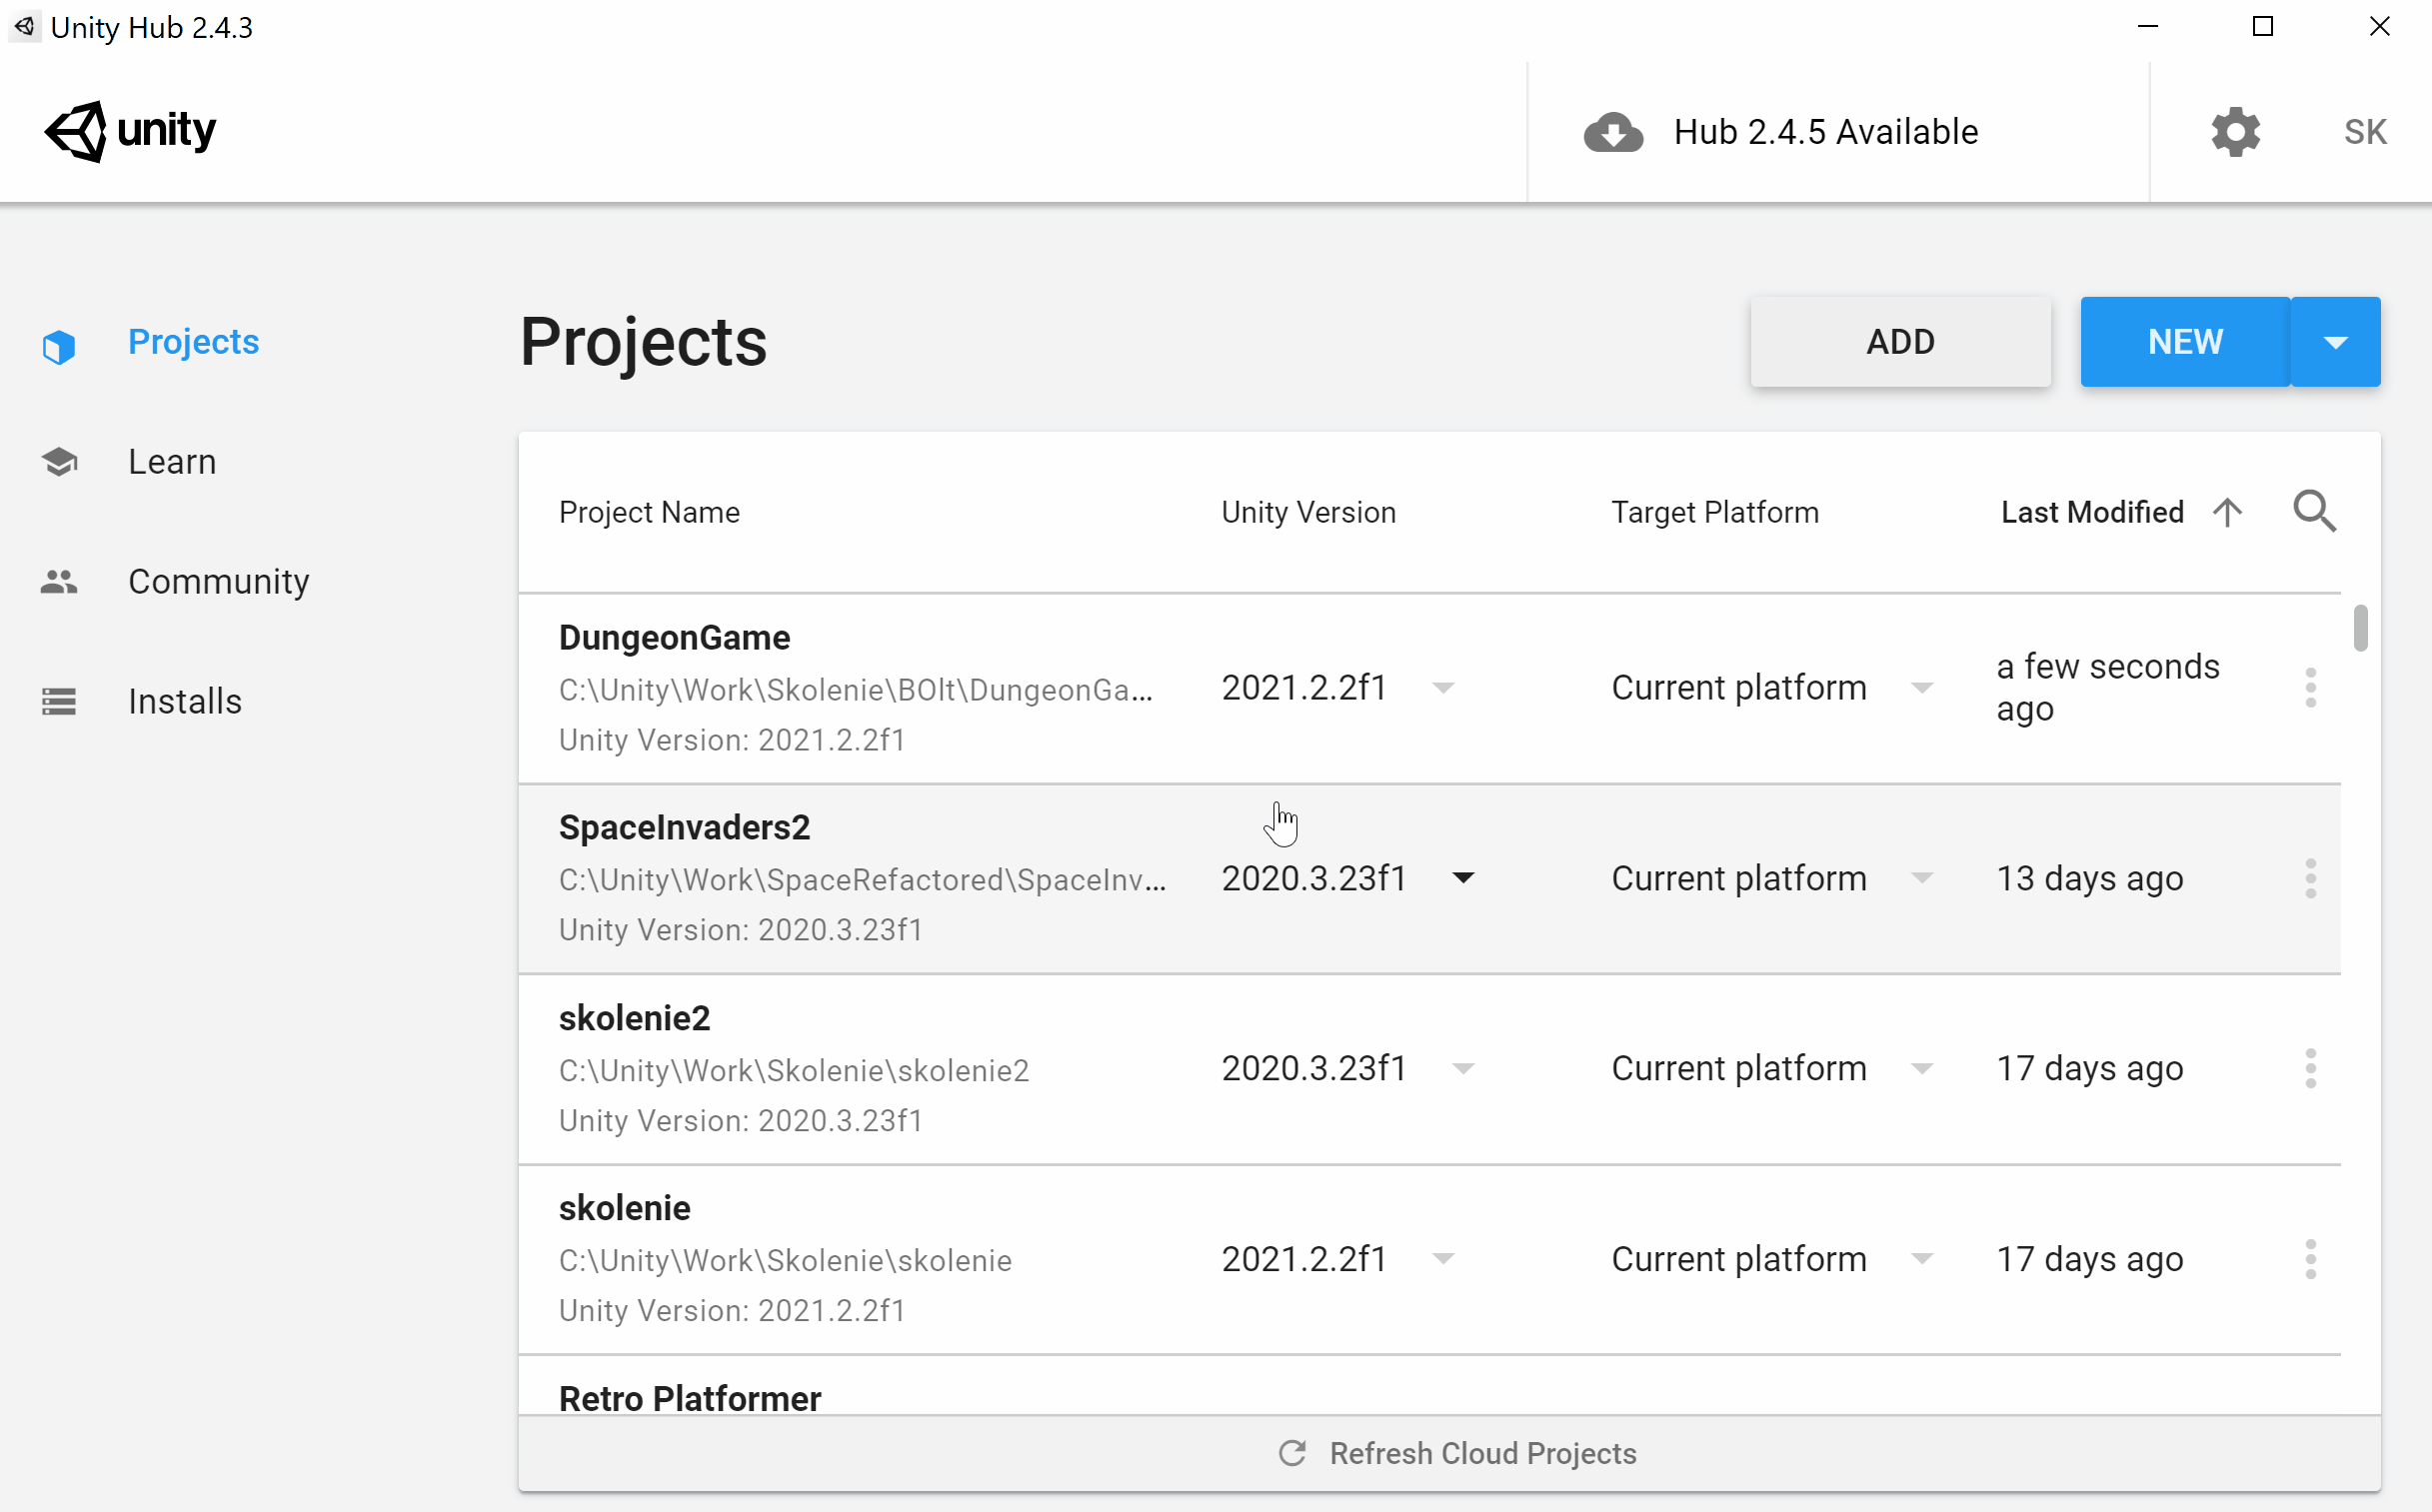 Unity Hub 2.4.3
unity
Hub 2.4.5 Available
SK
Projects
Learn
Community
Installs
Projects
ADD
NEW
Project Name
Unity Version
Target Platform
Last Modified
DungeonGame
C:\Unity\Work\Skolenie\BOlt\DungeonGa...
Unity Version: 2021.2.2f1
2021.2.2f1
Current platform
a few seconds
ago
SpaceInvaders2
C:\Unity\Work\SpaceRefactored\SpaceInv...
Unity Version: 2020.3.23f1
2020.3.23f1
Current platform
13 days ago
skolenie2
C:\Unity\Work\Skolenie\skolenie2
Unity Version: 2020.3.23f1
2020.3.23f1
Current platform
17 days ago
skolenie
C:\Unity\Work\Skolenie\skolenie
Unity Version: 2021.2.2f1
2021.2.2f1
Current platform
17 days ago
Retro Platformer
Refresh Cloud Projects